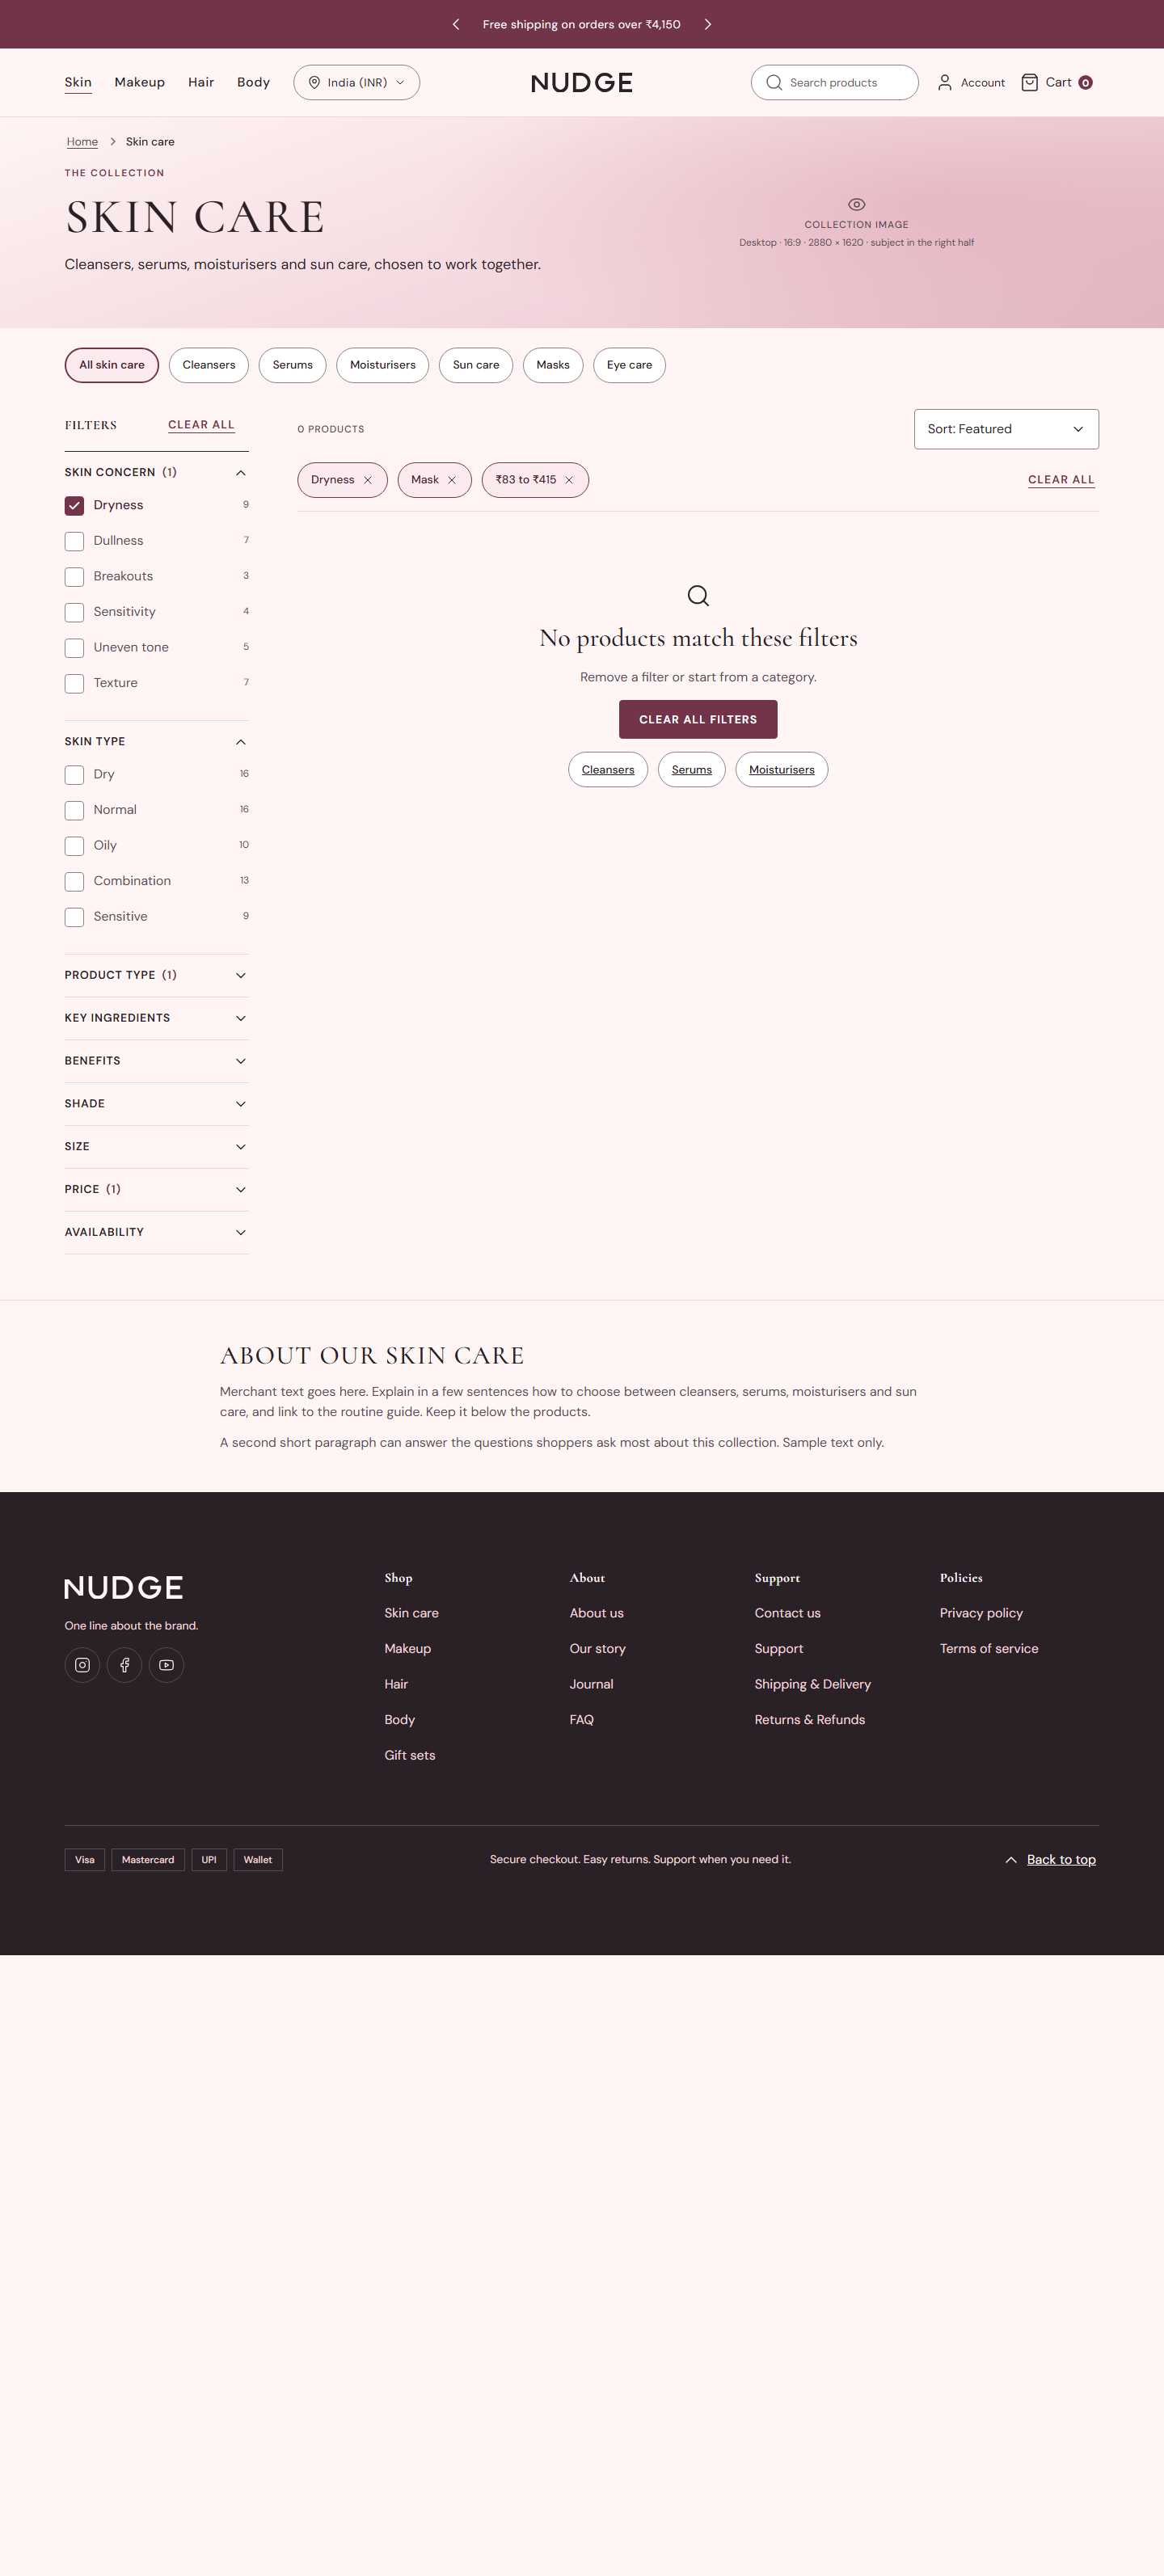 Free shipping on orders over ₹4,150
Skin Makeup Hair Body India (INR) NUDGE Search products Account Cart 0
Home Skin care
THE COLLECTION
SKIN CARE
Cleansers, serums, moisturisers and sun care, chosen to work together.
COLLECTION IMAGE
Desktop · 16:9 · 2880 × 1620 · subject in the right half
All skin care Cleansers Serums Moisturisers Sun care Masks Eye care
FILTERS CLEAR ALL
SKIN CONCERN (1)
Dryness 9
Dullness 7
Breakouts 3
Sensitivity 4
Uneven tone 5
Texture 7
SKIN TYPE
Dry 16
Normal 16
Oily 10
Combination 13
Sensitive 9
PRODUCT TYPE (1)
KEY INGREDIENTS
BENEFITS
SHADE
SIZE
PRICE (1)
AVAILABILITY
0 PRODUCTS Sort: Featured
Dryness Mask ₹83 to ₹415 CLEAR ALL
No products match these filters
Remove a filter or start from a category.
CLEAR ALL FILTERS
Cleansers Serums Moisturisers
ABOUT OUR SKIN CARE
Merchant text goes here. Explain in a few sentences how to choose between cleansers, serums, moisturisers and sun
care, and link to the routine guide. Keep it below the products.
A second short paragraph can answer the questions shoppers ask most about this collection. Sample text only.
NUDGE
One line about the brand.
Shop
Skin care
Makeup
Hair
Body
Gift sets
About
About us
Our story
Journal
FAQ
Support
Contact us
Support
Shipping & Delivery
Returns & Refunds
Policies
Privacy policy
Terms of service
Visa Mastercard UPI Wallet Secure checkout. Easy returns. Support when you need it. Back to top